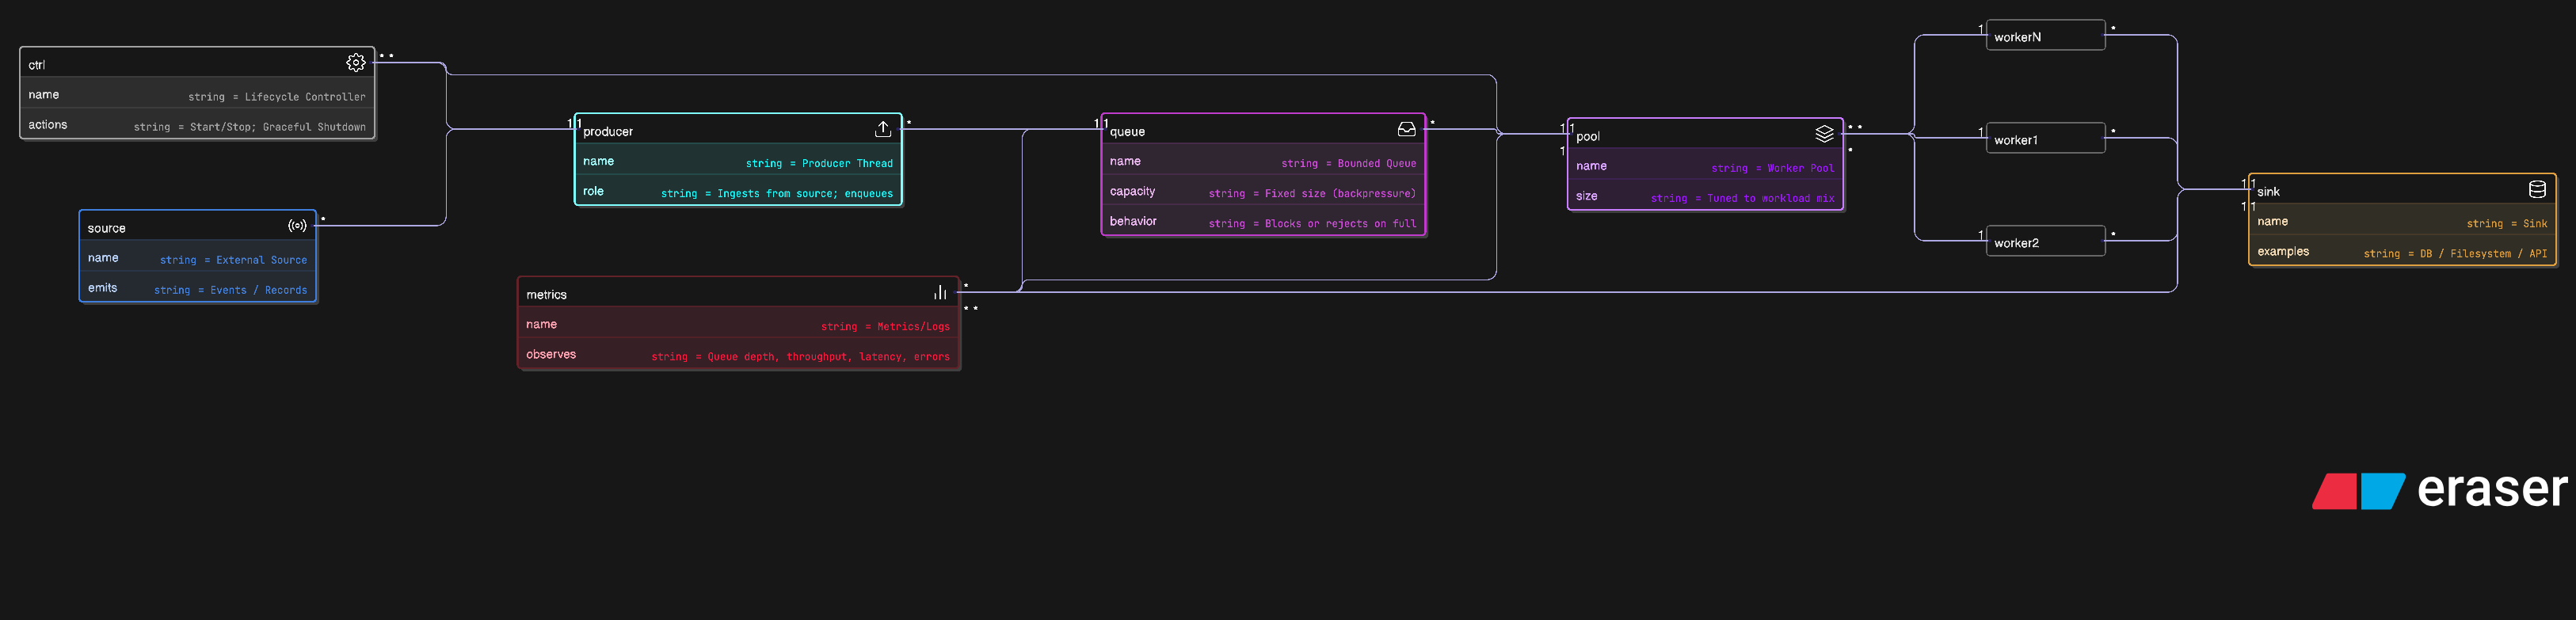 ctrl
name string = Lifecycle Controller
actions string = Start/Stop; Graceful Shutdown
* *
source
name string = External Source
emits string = Events / Records
*
1 1
producer
name string = Producer Thread
role string = Ingests from source; enqueues
*
metrics
name string = Metrics/Logs
observes string = Queue depth, throughput, latency, errors
*
* *
1 1
queue
name string = Bounded Queue
capacity string = Fixed size (backpressure)
behavior string = Blocks or rejects on full
*
1 1
1
pool
name string = Worker Pool
size string = Tuned to workload mix
* *
*
1 workerN *
1 worker1 *
1 worker2 *
1 1
1 1
sink
name string = Sink
examples string = DB / Filesystem / API
eraser